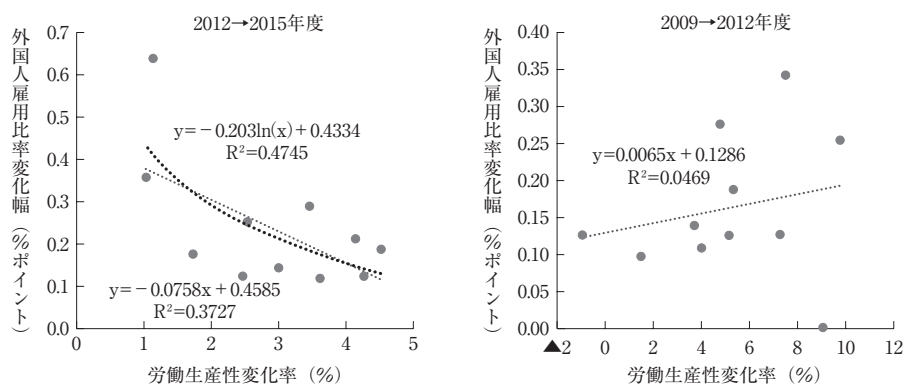 2012→2015年度
外国人雇用比率変化幅（％ポイント）
0.7
0.6
0.5
0.4
0.3
0.2
0.1
0.0
y=-0.203ln(x)+0.4334
R²=0.4745
y=-0.0758x+0.4585
R²=0.3727
0 1 2 3 4 5
労働生産性変化率（%）
2009→2012年度
外国人雇用比率変化幅（％ポイント）
0.40
0.35
0.30
0.25
0.20
0.15
0.10
0.05
0.00
y=0.0065x+0.1286
R²=0.0469
▲2 0 2 4 6 8 10 12
労働生産性変化率（%）